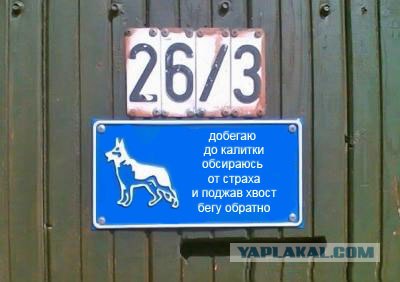 26/3
добегаю
до калитки
обсираюсь
от страха
и поджав хвост
бегу обратно
YAPLAKAL.COM